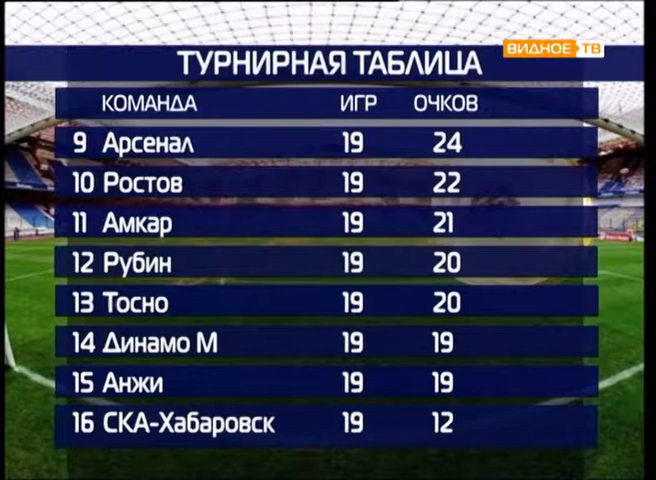 ВИДНОЕ ТВ
ТУРНИРНАЯ ТАБЛИЦА
КОМАНДА ИГР ОЧКОВ
9 Арсенал 19 24
10 Ростов 19 22
11 Амкар 19 21
12 Рубин 19 20
13 Тосно 19 20
14 Динамо М 19 19
15 Анжи 19 19
16 СКА-Хабаровск 19 12